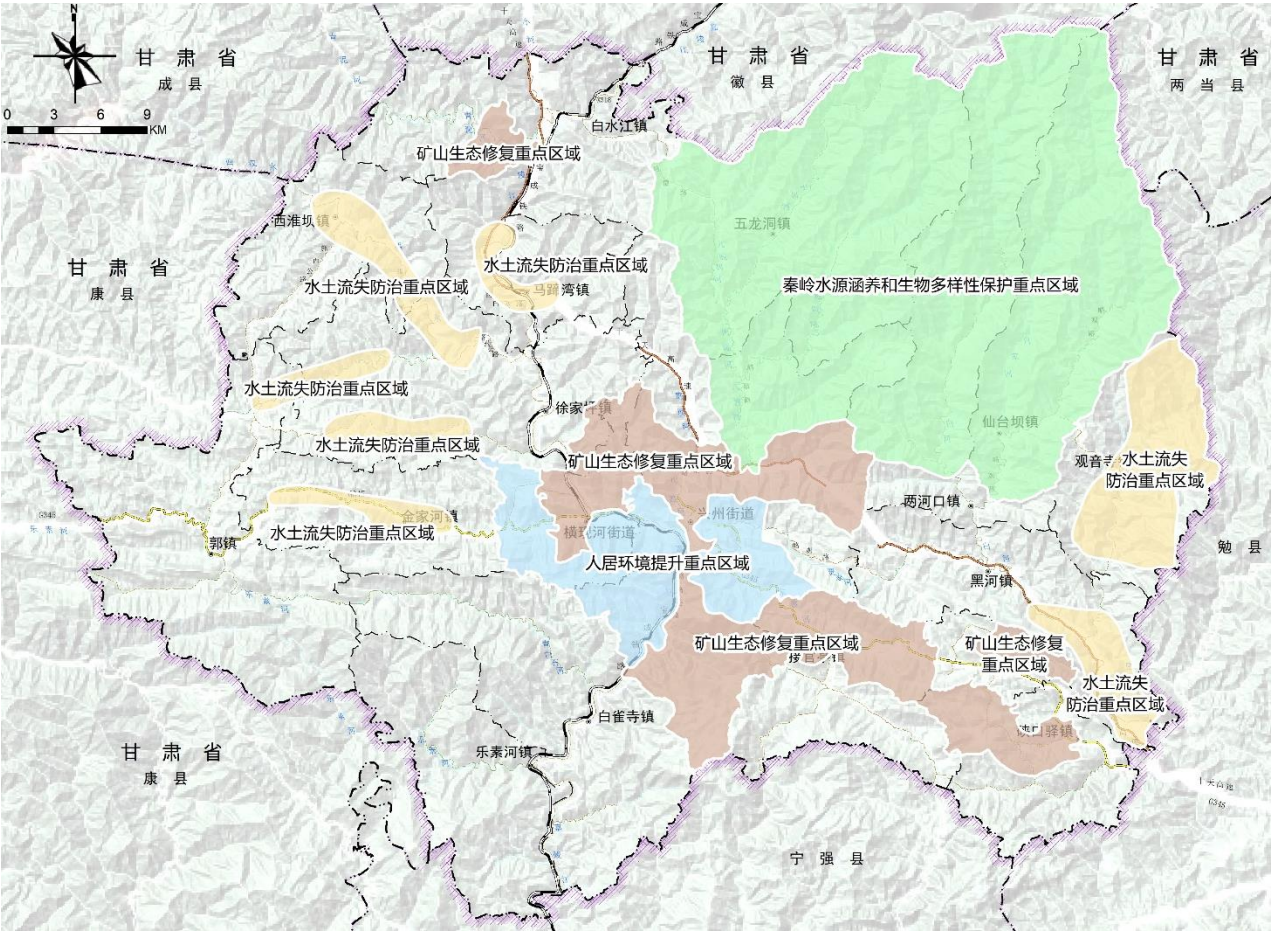 N
甘肃省
成县
甘肃省
徽县
甘肃省
两当县
0 3 6 9
KM
白水江镇
矿山生态修复重点区域
西淮坝镇
五龙洞镇
甘肃省
康县
水土流失防治重点区域
马蹄湾镇
水土流失防治重点区域
秦岭水源涵养和生物多样性保护重点区域
水土流失防治重点区域
徐家坪镇
仙台坝镇
水土流失防治重点区域
矿山生态修复重点区域
观音寺
水土流失
防治重点区域
两河口镇
G345
金家河镇
水土流失防治重点区域
横现河街道
兴州街道
郭镇
勉县
人居环境提升重点区域
黑河镇
矿山生态修复重点区域
矿山生态修复
重点区域
水土流失
防治重点区域
白雀寺镇
乐素河镇
甘肃省
康县
十天高速
G345
宁强县